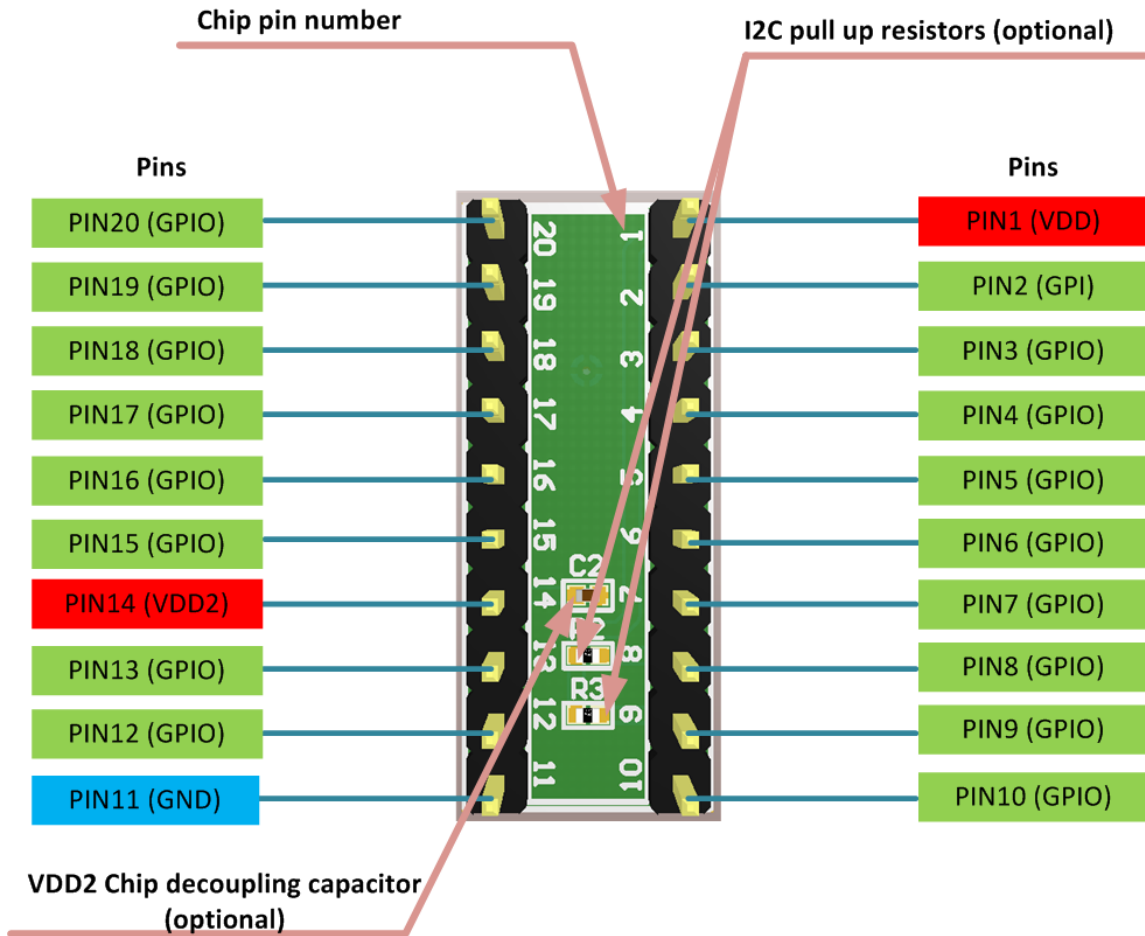 Chip pin number
I2C pull up resistors (optional)
Pins
Pins
PIN20 (GPIO)
PIN19 (GPIO)
PIN18 (GPIO)
PIN17 (GPIO)
PIN16 (GPIO)
PIN15 (GPIO)
PIN14 (VDD2)
PIN13 (GPIO)
PIN12 (GPIO)
PIN11 (GND)
20
19
18
17
16
15
14
13
12
11
C2
R2
R3
1
2
3
4
5
6
7
8
9
10
PIN1 (VDD)
PIN2 (GPI)
PIN3 (GPIO)
PIN4 (GPIO)
PIN5 (GPIO)
PIN6 (GPIO)
PIN7 (GPIO)
PIN8 (GPIO)
PIN9 (GPIO)
PIN10 (GPIO)
VDD2 Chip decoupling capacitor
(optional)